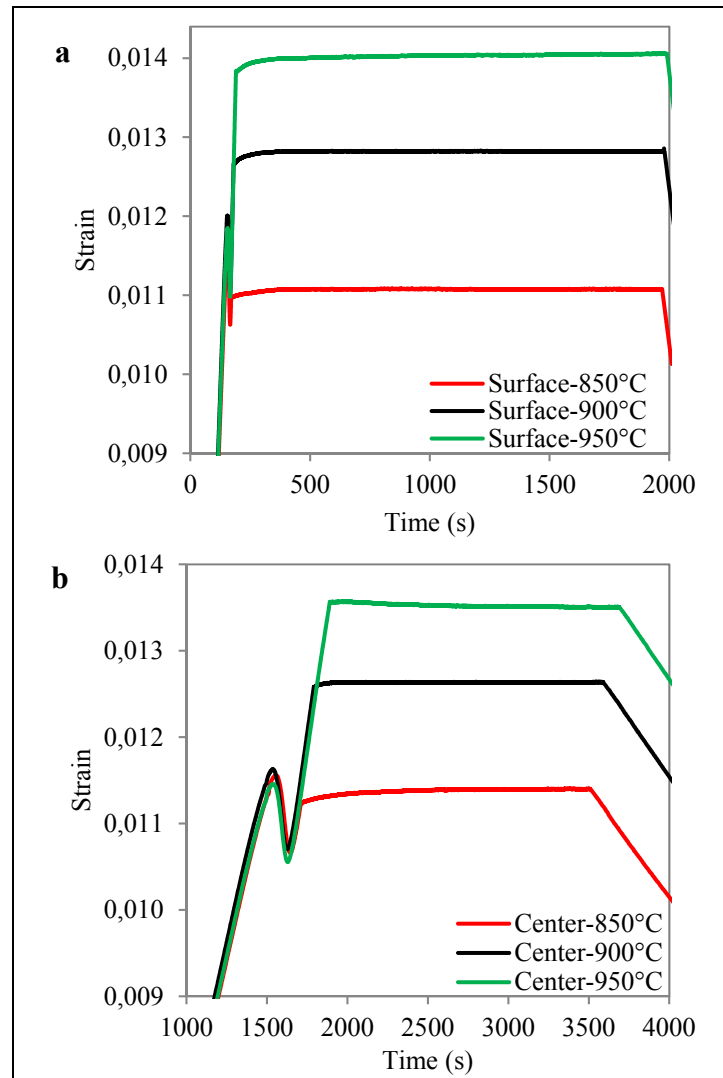 a
0,014
0,013
0,012
0,011
0,010
0,009
Strain
Surface-850°C
Surface-900°C
Surface-950°C
0 500 1000 1500 2000
Time (s)
b
0,014
0,013
0,012
0,011
0,010
0,009
Strain
Center-850°C
Center-900°C
Center-950°C
1000 1500 2000 2500 3000 3500 4000
Time (s)